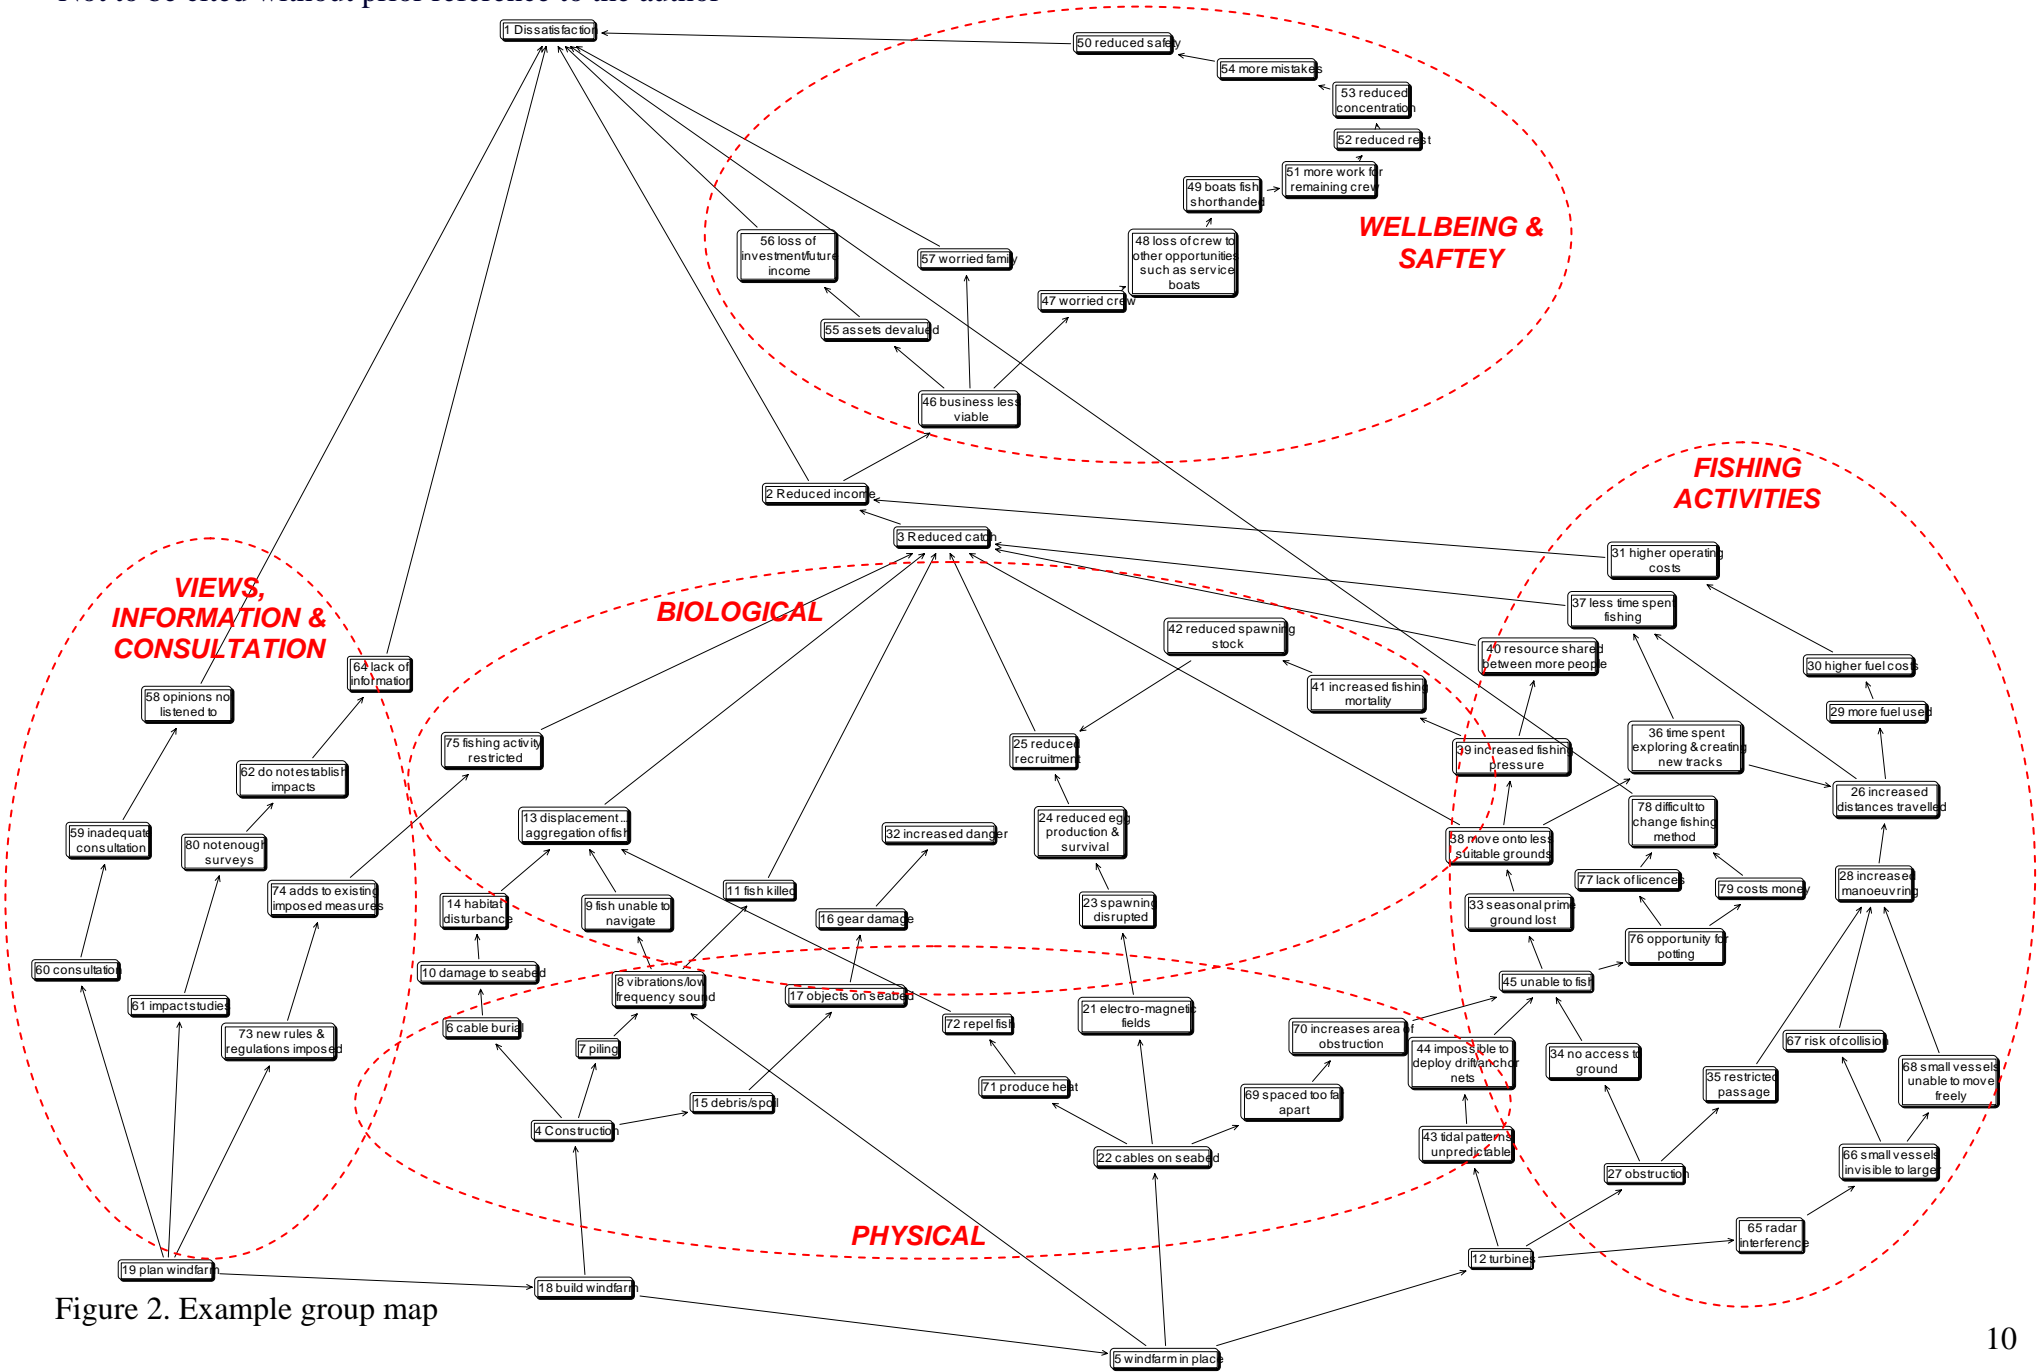 Not to be cited without prior reference to the author
1 Dissatisfaction
50 reduced safety
54 more mistakes
53 reduced
concentration
52 reduced rest
51 more work for
remaining crew
49 boats fish
shorthanded
WELLBEING &
SAFTEY
48 loss of crew to
other opportunities
such as service
boats
56 loss of
investment/future
income
57 worried family
47 worried crew
55 assets devalued
46 business less
viable
2 Reduced income
3 Reduced catch
FISHING
ACTIVITIES
31 higher operating
costs
37 less time spent
fishing
40 resource shared
between more people
30 higher fuel costs
29 more fuel used
36 time spent
exploring & creating
new tracks
26 increased
distances travelled
VIEWS,
INFORMATION &
CONSULTATION
64 lack of
information
58 opinions not
listened to
62 do not establish
impacts
59 inadequate
consultation
80 not enough
surveys
74 adds to existing
imposed measures
60 consultation
61 impact studies
73 new rules &
regulations imposed
BIOLOGICAL
42 reduced spawning
stock
41 increased fishing
mortality
75 fishing activity
restricted
25 reduced
recruitment
39 increased fishing
pressure
13 displacement ...
aggregation of fish
32 increased danger
24 reduced egg
production &
survival
38 move onto less
suitable grounds
78 difficult to
change fishing
method
14 habitat
disturbance
9 fish unable to
navigate
11 fish killed
16 gear damage
23 spawning
disrupted
33 seasonal prime
ground lost
77 lack of licences
79 costs money
28 increased
manoeuvring
76 opportunity for
potting
10 damage to seabed
8 vibrations/low
frequency sound
17 objects on seabed
45 unable to fish
6 cable burial
7 piling
72 repel fish
21 electro-magnetic
fields
70 increases area of
obstruction
44 impossible to
deploy drift/anchor
nets
34 no access to
ground
67 risk of collision
35 restricted
passage
68 small vessels
unable to move
freely
71 produce heat
69 spaced too far
apart
15 debris/spoil
4 Construction
22 cables on seabed
43 tidal patterns
unpredictable
27 obstruction
66 small vessels
invisible to larger
PHYSICAL
65 radar
interference
12 turbines
19 plan windfarm
18 build windfarm
5 windfarm in place
Figure 2. Example group map
10